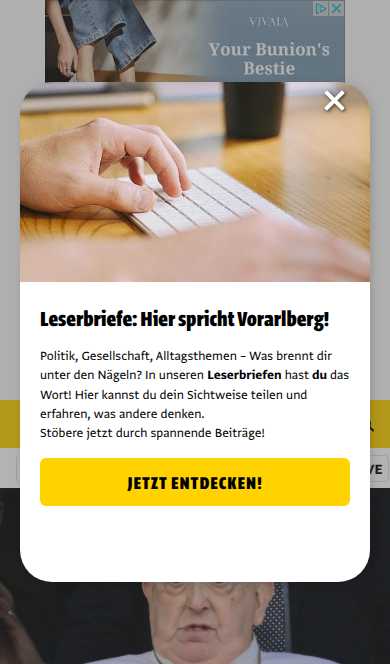 VIVAIA
Your Bunion's
Bestie
Leserbriefe: Hier spricht Vorarlberg!
Politik, Gesellschaft, Alltagsthemen – Was brennt dir
unter den Nägeln? In unseren Leserbriefen hast du das
Wort! Hier kannst du dein Sichtweise teilen und
erfahren, was andere denken.
Stöbere jetzt durch spannende Beiträge!
JETZT ENTDECKEN!